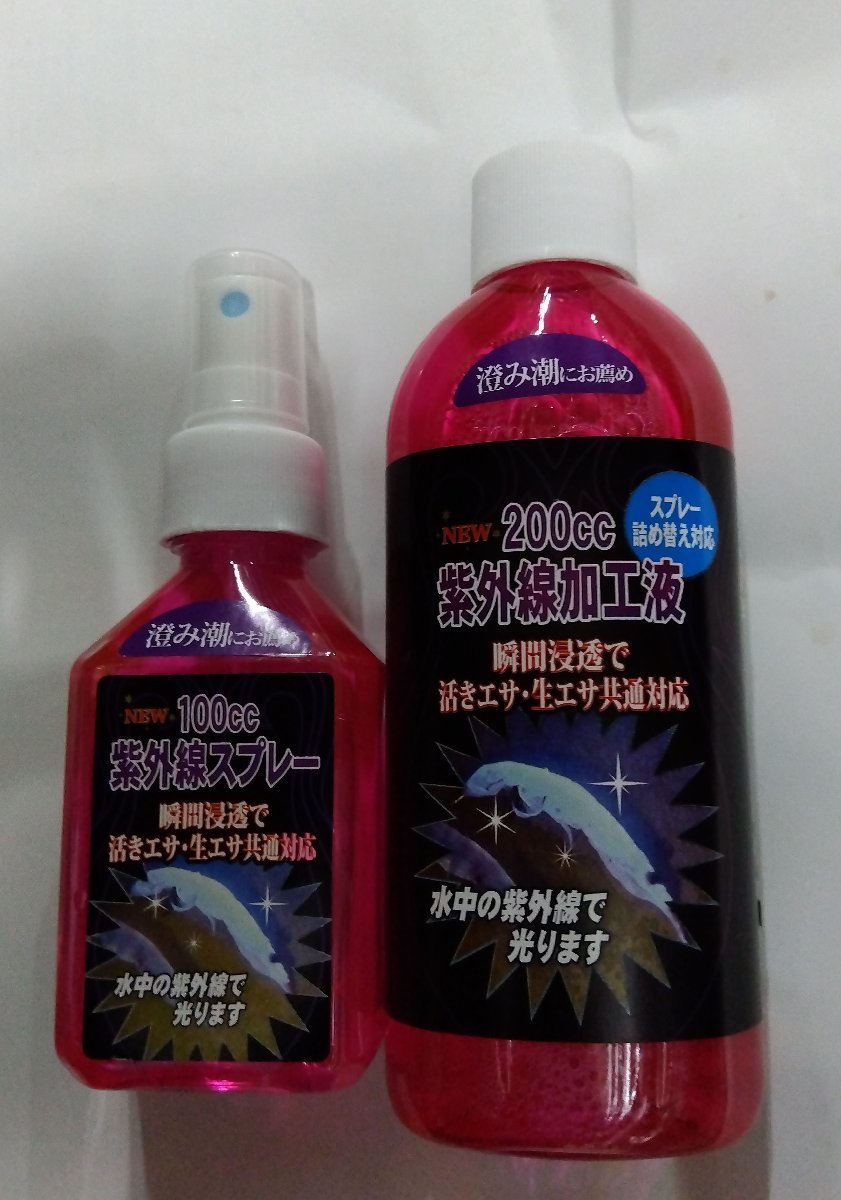 澄み潮にお薦め
NEW 100cc
紫外線スプレー
瞬間浸透で
活きエサ・生エサ共通対応
水中の紫外線で
光ります
澄み潮にお薦め
スプレー
詰め替え対応
NEW 200cc
紫外線加工液
瞬間浸透で
活きエサ・生エサ共通対応
水中の紫外線で
光ります